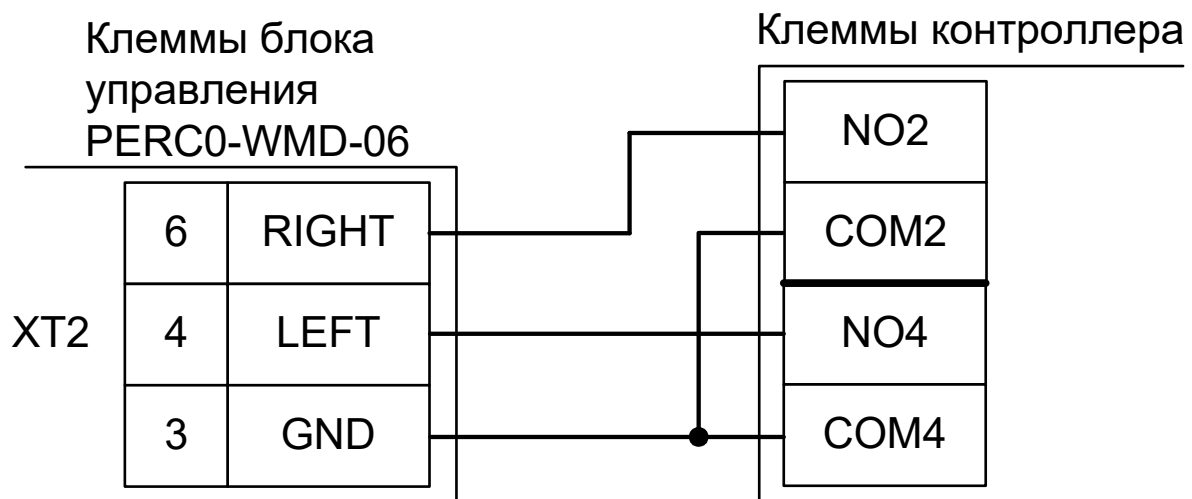 Клеммы блока
управления
PERC0-WMD-06
Клеммы контроллера
XT2
6 RIGHT
4 LEFT
3 GND
NO2
COM2
NO4
COM4